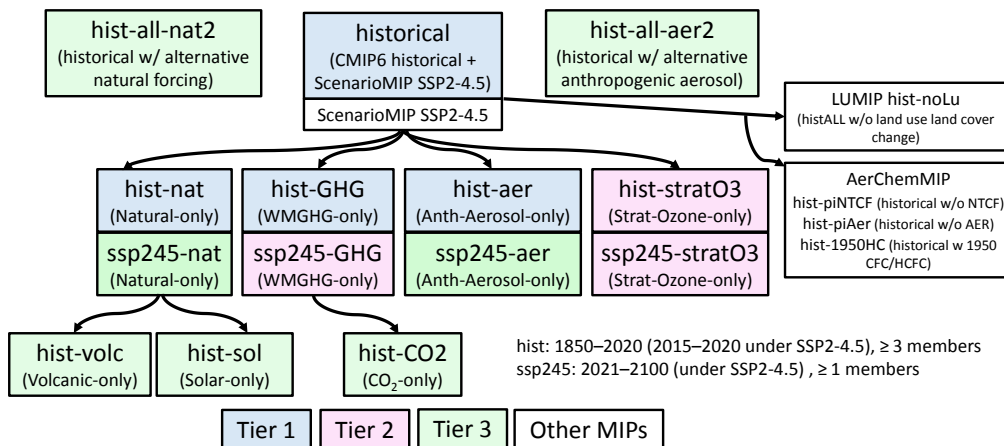 hist-all-nat2
(historical w/ alternative
natural forcing)
historical
(CMIP6 historical +
ScenarioMIP SSP2-4.5)
ScenarioMIP SSP2-4.5
hist-all-aer2
(historical w/ alternative
anthropogenic aerosol)
LUMIP hist-noLu
(histALL w/o land use land cover
change)
AerChemMIP
hist-piNTCF (historical w/o NTCF)
hist-piAer (historical w/o AER)
hist-1950HC (historical w 1950
CFC/HCFC)
hist-nat
(Natural-only)
ssp245-nat
(Natural-only)
hist-GHG
(WMGHG-only)
ssp245-GHG
(WMGHG-only)
hist-aer
(Anth-Aerosol-only)
ssp245-aer
(Anth-Aerosol-only)
hist-stratO3
(Strat-Ozone-only)
ssp245-stratO3
(Strat-Ozone-only)
hist-volc
(Volcanic-only)
hist-sol
(Solar-only)
hist-CO2
(CO₂-only)
hist: 1850–2020 (2015–2020 under SSP2-4.5), ≥ 3 members
ssp245: 2021–2100 (under SSP2-4.5) , ≥ 1 members
Tier 1
Tier 2
Tier 3
Other MIPs